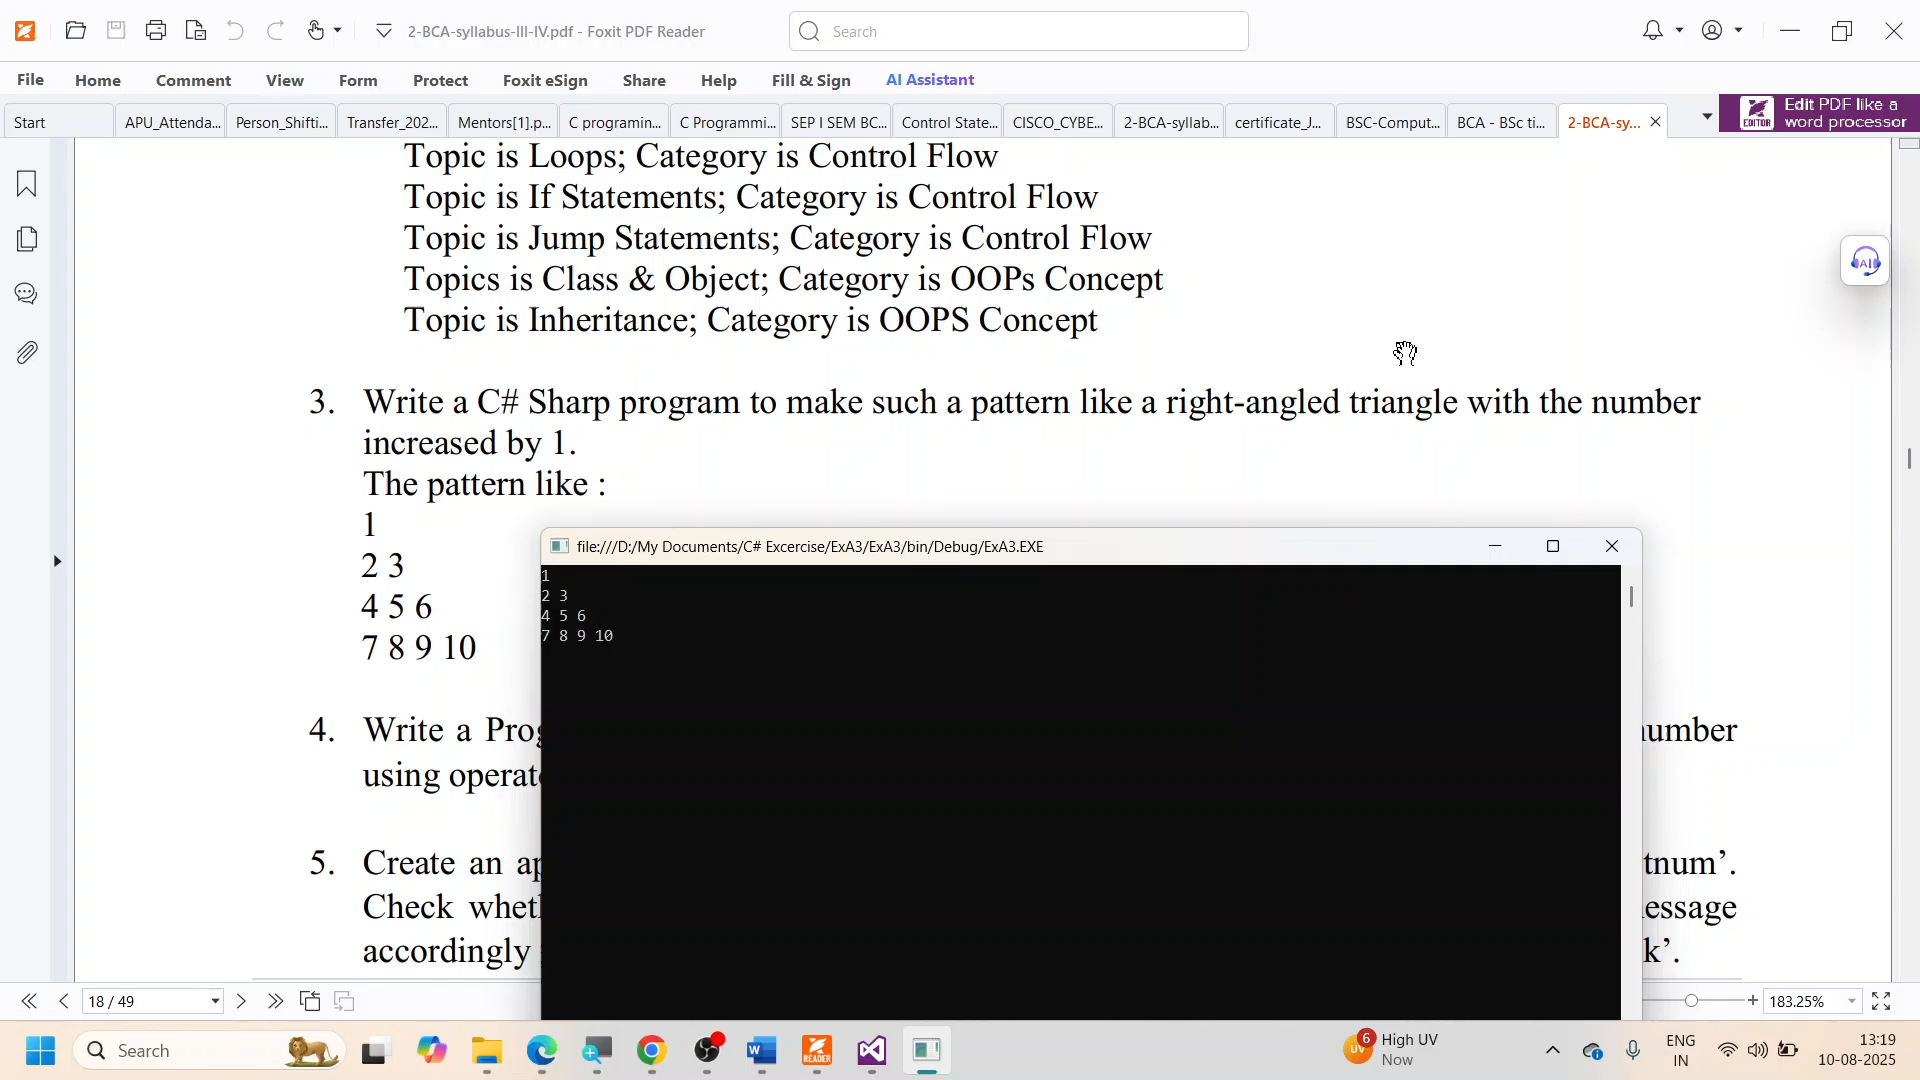 2-BCA-syllabus-III-IV.pdf - Foxit PDF Reader
Search
File Home Comment View Form Protect Foxit eSign Share Help Fill & Sign AI Assistant
Start APU_Attenda... Person_Shifti... Transfer_202... Mentors[1].p... C programin... C Programmi... SEP I SEM BC... Control State... CISCO_CYBE... 2-BCA-syllab... certificate_J... BSC-Comput... BCA - BSc ti... 2-BCA-sy...
EDITOR
Edit PDF like a
word processor
Topic is Loops; Category is Control Flow
Topic is If Statements; Category is Control Flow
Topic is Jump Statements; Category is Control Flow
Topics is Class & Object; Category is OOPs Concept
Topic is Inheritance; Category is OOPS Concept
AI
3. Write a C# Sharp program to make such a pattern like a right-angled triangle with the number
increased by 1.
The pattern like :
1
2 3
4 5 6
7 8 9 10
file:///D:/My Documents/C# Excercise/ExA3/ExA3/bin/Debug/ExA3.EXE
1
2 3
4 5 6
7 8 9 10
4. Write a Prog
number
using operat
5. Create an ap
tnum’.
Check whet
essage
accordingly
k’.
18 / 49
183.25%
Search
READER
6
UV
High UV
Now
ENG
IN
13:19
10-08-2025